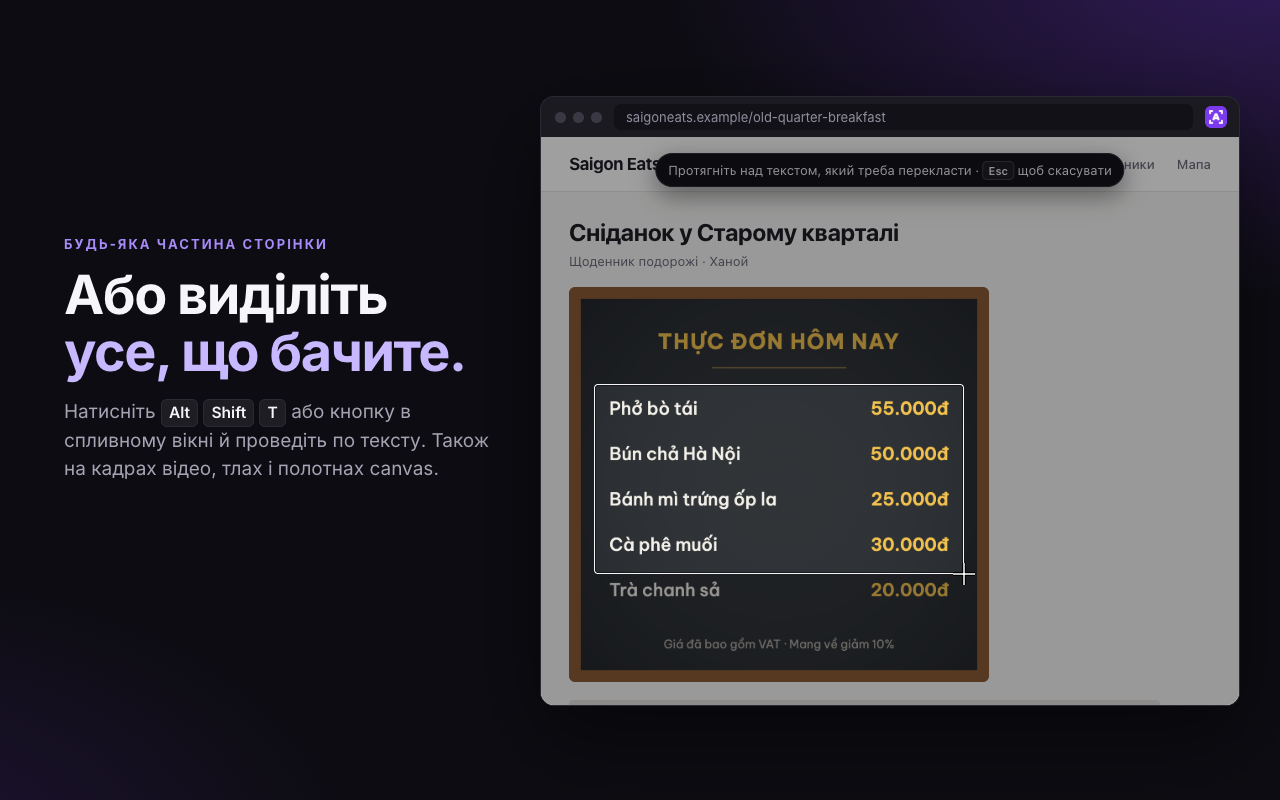 БУДЬ-ЯКА ЧАСТИНА СТОРІНКИ
Або виділіть
усе, що бачите.
Натисніть Alt Shift T або кнопку в
спливному вікні й проведіть по тексту. Також
на кадрах відео, тлах і полотнах canvas.
saigoneats.example/old-quarter-breakfast
Saigon Eats
Протягніть над текстом, який треба перекласти · Esc щоб скасувати
Мапа
Сніданок у Старому кварталі
Щоденник подорожі · Ханой
THỰC ĐƠN HÔM NAY
Phở bò tái 55.000đ
Bún chả Hà Nội 50.000đ
Bánh mì trứng ốp la 25.000đ
Cà phê muối 30.000đ
Trà chanh sả 20.000đ
Giá đã bao gồm VAT · Mang về giảm 10%